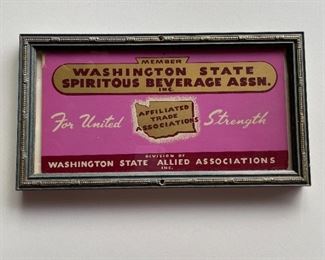 MEMBER
WASHINGTON STATE
SPIRITOUS BEVERAGE ASSN.
INC.
For United
AFFILIATED
TRADE
ASSOCIATIONS
Strength
DIVISION OF
WASHINGTON STATE ALLIED ASSOCIATIONS
INC.